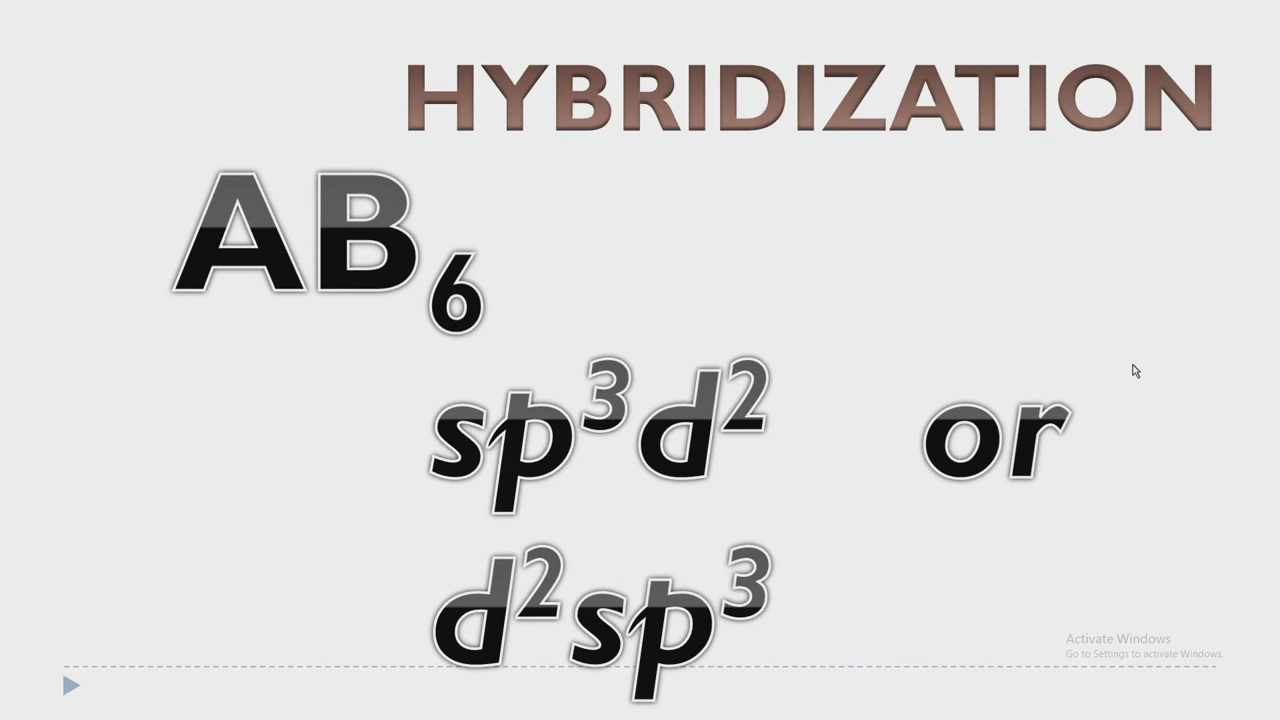 HYBRIDIZATION
AB₆
sp³d² or
d²sp³
Activate Windows
Go to Settings to activate Windows.